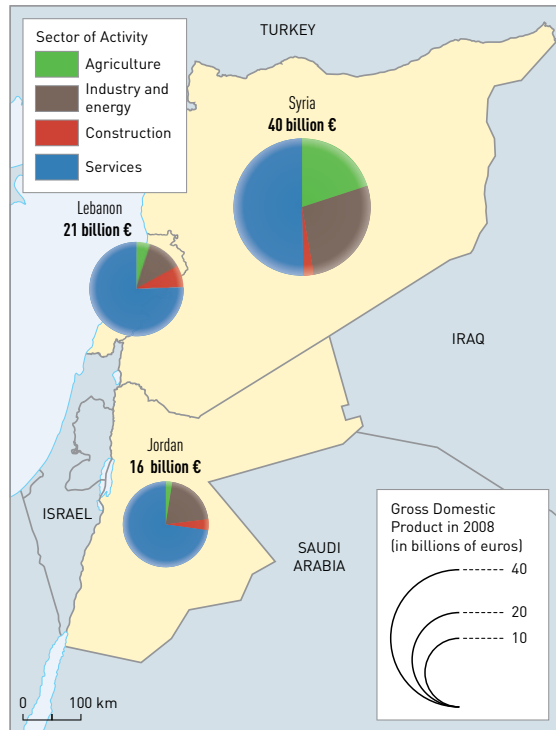 Sector of Activity
Agriculture
Industry and
energy
Construction
Services
TURKEY
Syria
40 billion €
Lebanon
21 billion €
IRAQ
Jordan
16 billion €
ISRAEL
SAUDI
ARABIA
Gross Domestic
Product in 2008
(in billions of euros)
40
20
10
0 100 km